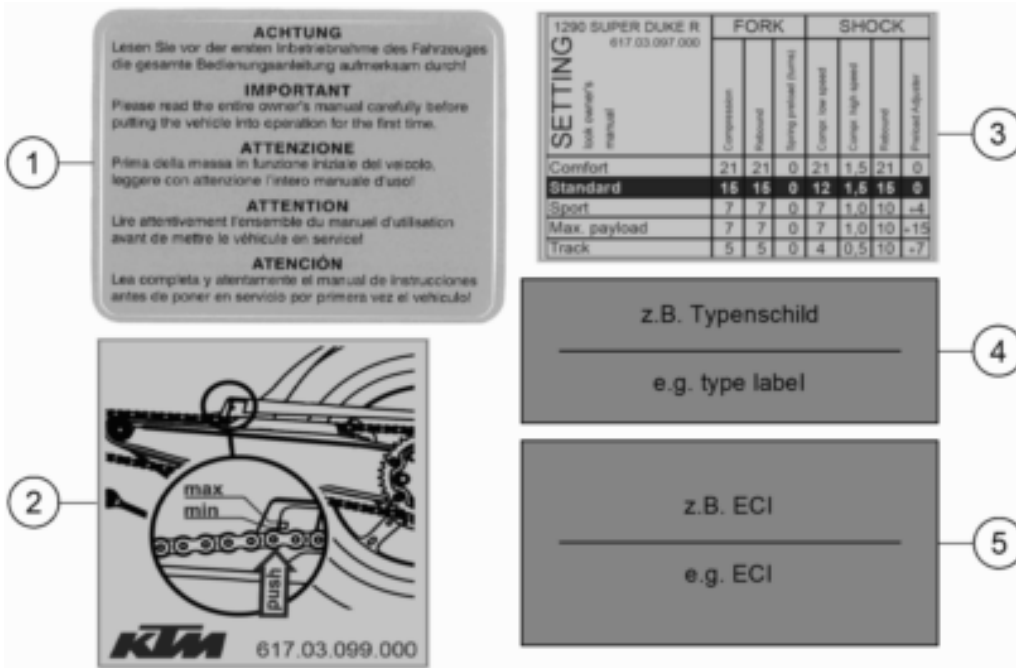 1
ACHTUNG
Lesen Sie vor der ersten Inbetriebnahme des Fahrzeuges
die gesamte Bedienungsanleitung aufmerksam durch!
IMPORTANT
Please read the entire owner's manual carefully before
putting the vehicle into operation for the first time.
ATTENZIONE
Prima della massa in funzione iniziale del veicolo,
leggere con attenzione l'intero manuale d'uso!
ATTENTION
Lire attentivement l'ensemble du manuel d'utilisation
avant de mettre le véhicule en service!
ATENCIÓN
Lea completa y atentamente el manual de instrucciones
antes de poner en servicio por primera vez el vehiculo!
2
max
min
push
KTM 617.03.099.000
3
1290 SUPER DUKE R FORK SHOCK
617.03.097.000
SETTING
look owner's
manual
Compression
Rebound
Spring preload (turns)
Compr. low speed
Compr. high speed
Rebound
Preload Adjuster
Comfort 21 21 0 21 1,5 21 0
Standard 15 15 0 12 1,5 15 0
Sport 7 7 0 7 1,0 10 +4
Max. payload 7 7 0 7 1,0 10 +15
Track 5 5 0 4 0,5 10 +7
4
z.B. Typenschild
e.g. type label
5
z.B. ECI
e.g. ECI